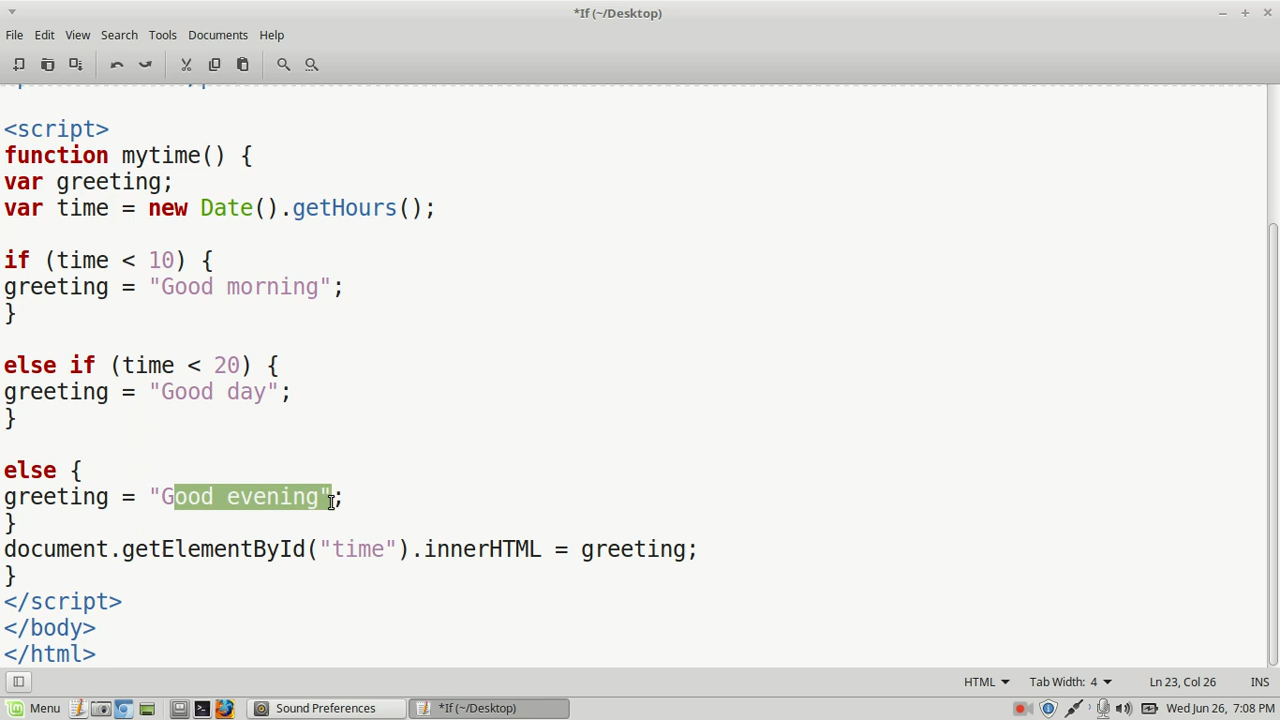 *If (~/Desktop)
File Edit View Search Tools Documents Help
<script>
function mytime() {
var greeting;
var time = new Date().getHours();
if (time < 10) {
greeting = "Good morning";
}
else if (time < 20) {
greeting = "Good day";
}
else {
greeting = "Good evening";
}
document.getElementById("time").innerHTML = greeting;
}
</script>
</body>
</html>
HTML Tab Width: 4 Ln 23, Col 26 INS
Menu Sound Preferences *If (~/Desktop) Wed Jun 26, 7:08 PM